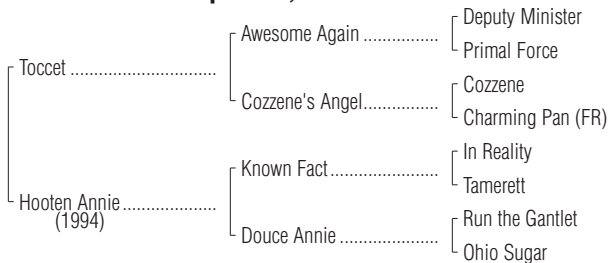 Deputy Minister
Awesome Again ................
Primal Force
Toccet ...............................
Cozzene
Cozzene's Angel................
Charming Pan (FR)
In Reality
Known Fact.......................
Tamerett
Hooten Annie....................
(1994)
Run the Gantlet
Douce Annie .....................
Ohio Sugar